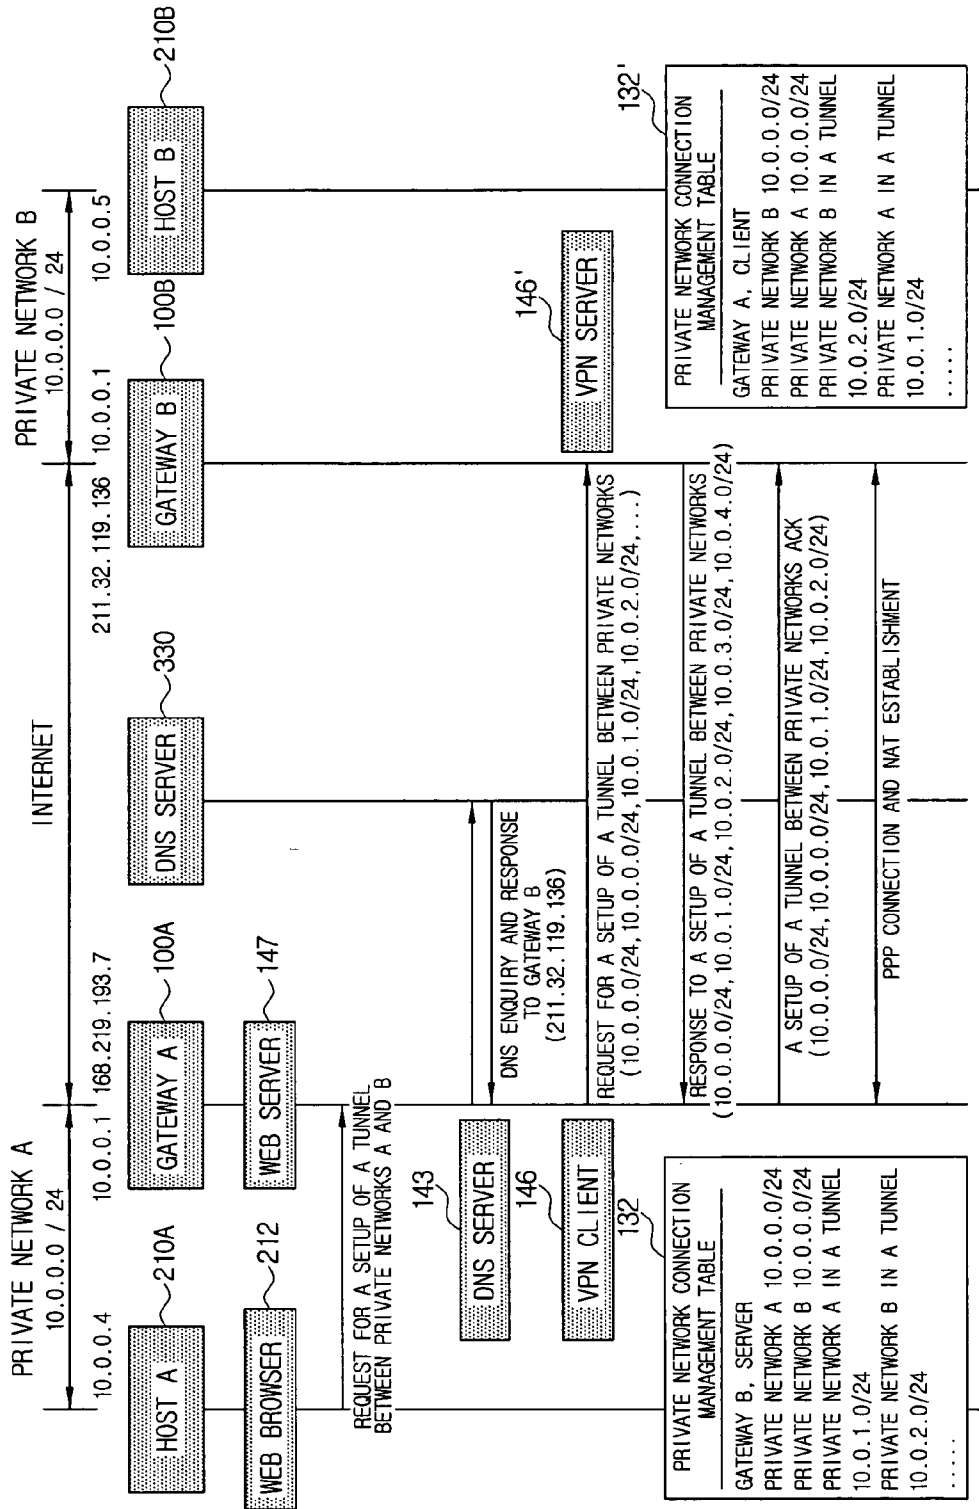 PRIVATE NETWORK A
10.0.0.0 / 24
INTERNET
PRIVATE NETWORK B
10.0.0.0 / 24
10.0.0.4
10.0.0.1
168.219.193.7
211.32.119.136
10.0.0.1
10.0.0.5
210A
100A
330
100B
210B
HOST A
GATEWAY A
DNS SERVER
GATEWAY B
HOST B
212
147
WEB BROWSER
WEB SERVER
REQUEST FOR A SETUP OF A TUNNEL
BETWEEN PRIVATE NETWORKS A AND B
143
DNS SERVER
DNS ENQUIRY AND RESPONSE
TO GATEWAY B
(211.32.119.136)
146
VPN CLIENT
146'
VPN SERVER
REQUEST FOR A SETUP OF A TUNNEL BETWEEN PRIVATE NETWORKS
(10.0.0.0/24, 10.0.0.0/24, 10.0.1.0/24, 10.0.2.0/24, ...)
RESPONSE TO A SETUP OF A TUNNEL BETWEEN PRIVATE NETWORKS
(10.0.0.0/24, 10.0.1.0/24, 10.0.2.0/24, 10.0.3.0/24, 10.0.4.0/24)
A SETUP OF A TUNNEL BETWEEN PRIVATE NETWORKS ACK
(10.0.0.0/24, 10.0.0.0/24, 10.0.1.0/24, 10.0.2.0/24)
PPP CONNECTION AND NAT ESTABLISHMENT
132
PRIVATE NETWORK CONNECTION
MANAGEMENT TABLE
GATEWAY B, SERVER
PRIVATE NETWORK A 10.0.0.0/24
PRIVATE NETWORK B 10.0.0.0/24
PRIVATE NETWORK A IN A TUNNEL
10.0.1.0/24
PRIVATE NETWORK B IN A TUNNEL
10.0.2.0/24
.....
132'
PRIVATE NETWORK CONNECTION
MANAGEMENT TABLE
GATEWAY A, CLIENT
PRIVATE NETWORK B 10.0.0.0/24
PRIVATE NETWORK A 10.0.0.0/24
PRIVATE NETWORK B IN A TUNNEL
10.0.2.0/24
PRIVATE NETWORK A IN A TUNNEL
10.0.1.0/24
.....